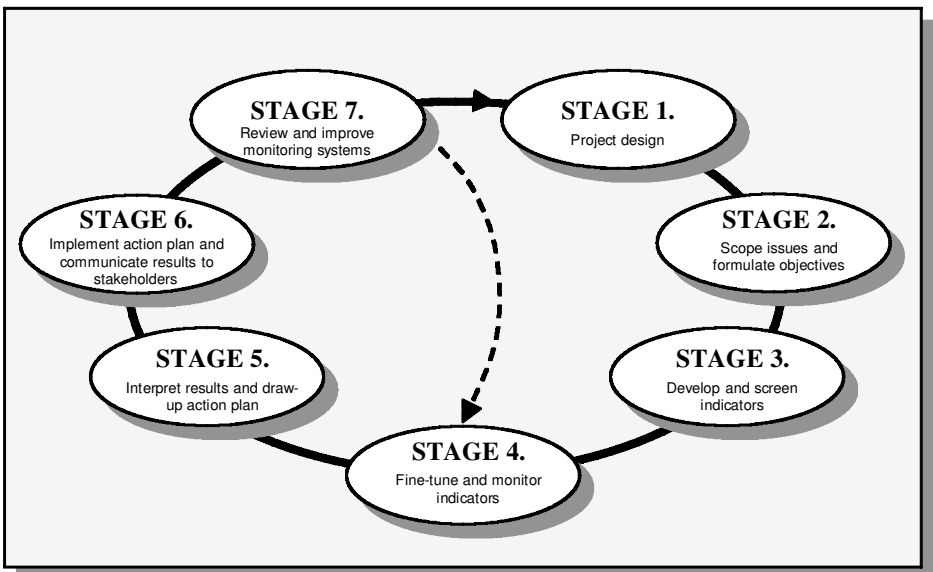 STAGE 7.
Review and improve
monitoring systems
STAGE 1.
Project design
STAGE 6.
Implement action plan and
communicate results to
stakeholders
STAGE 2.
Scope issues and
formulate objectives
STAGE 5.
Interpret results and draw-
up action plan
STAGE 3.
Develop and screen
indicators
STAGE 4.
Fine-tune and monitor
indicators